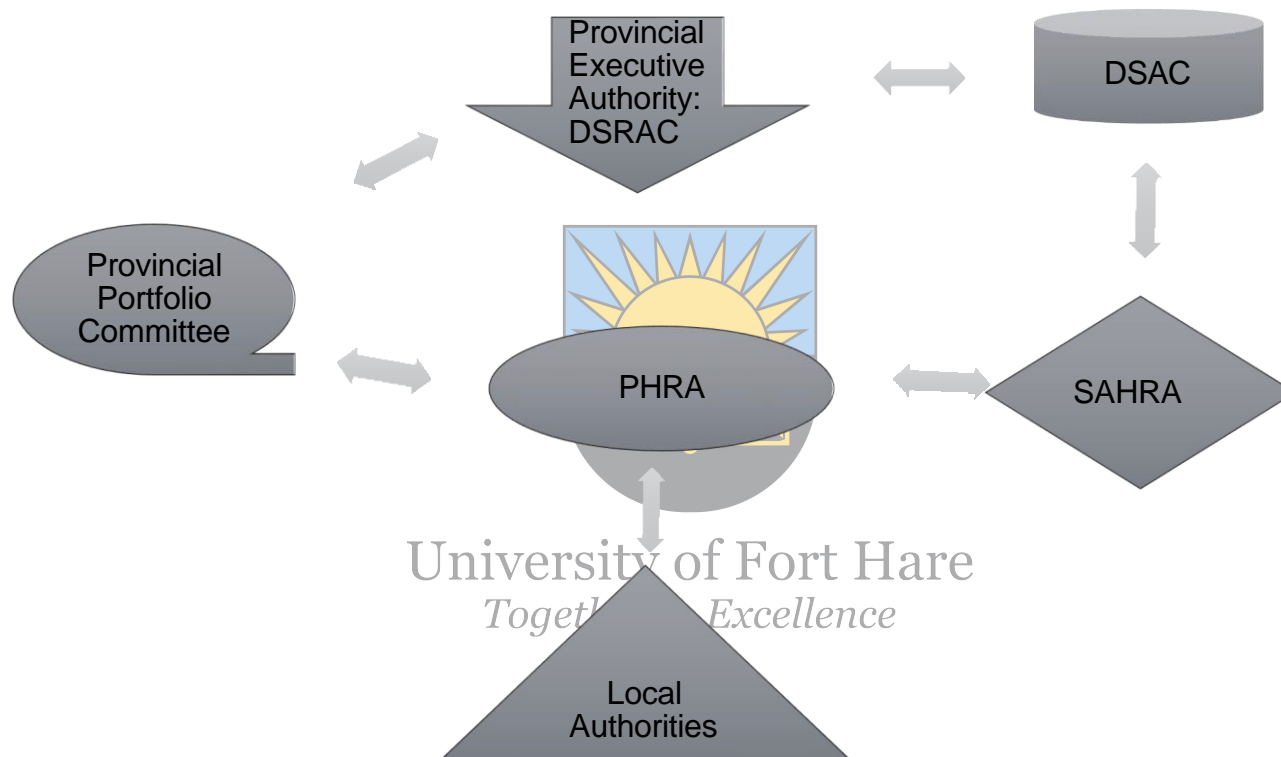 Provincial
Executive
Authority:
DSRAC
DSAC
Provincial
Portfolio
Committee
PHRA
SAHRA
University of Fort Hare
Excellence
Local
Authorities